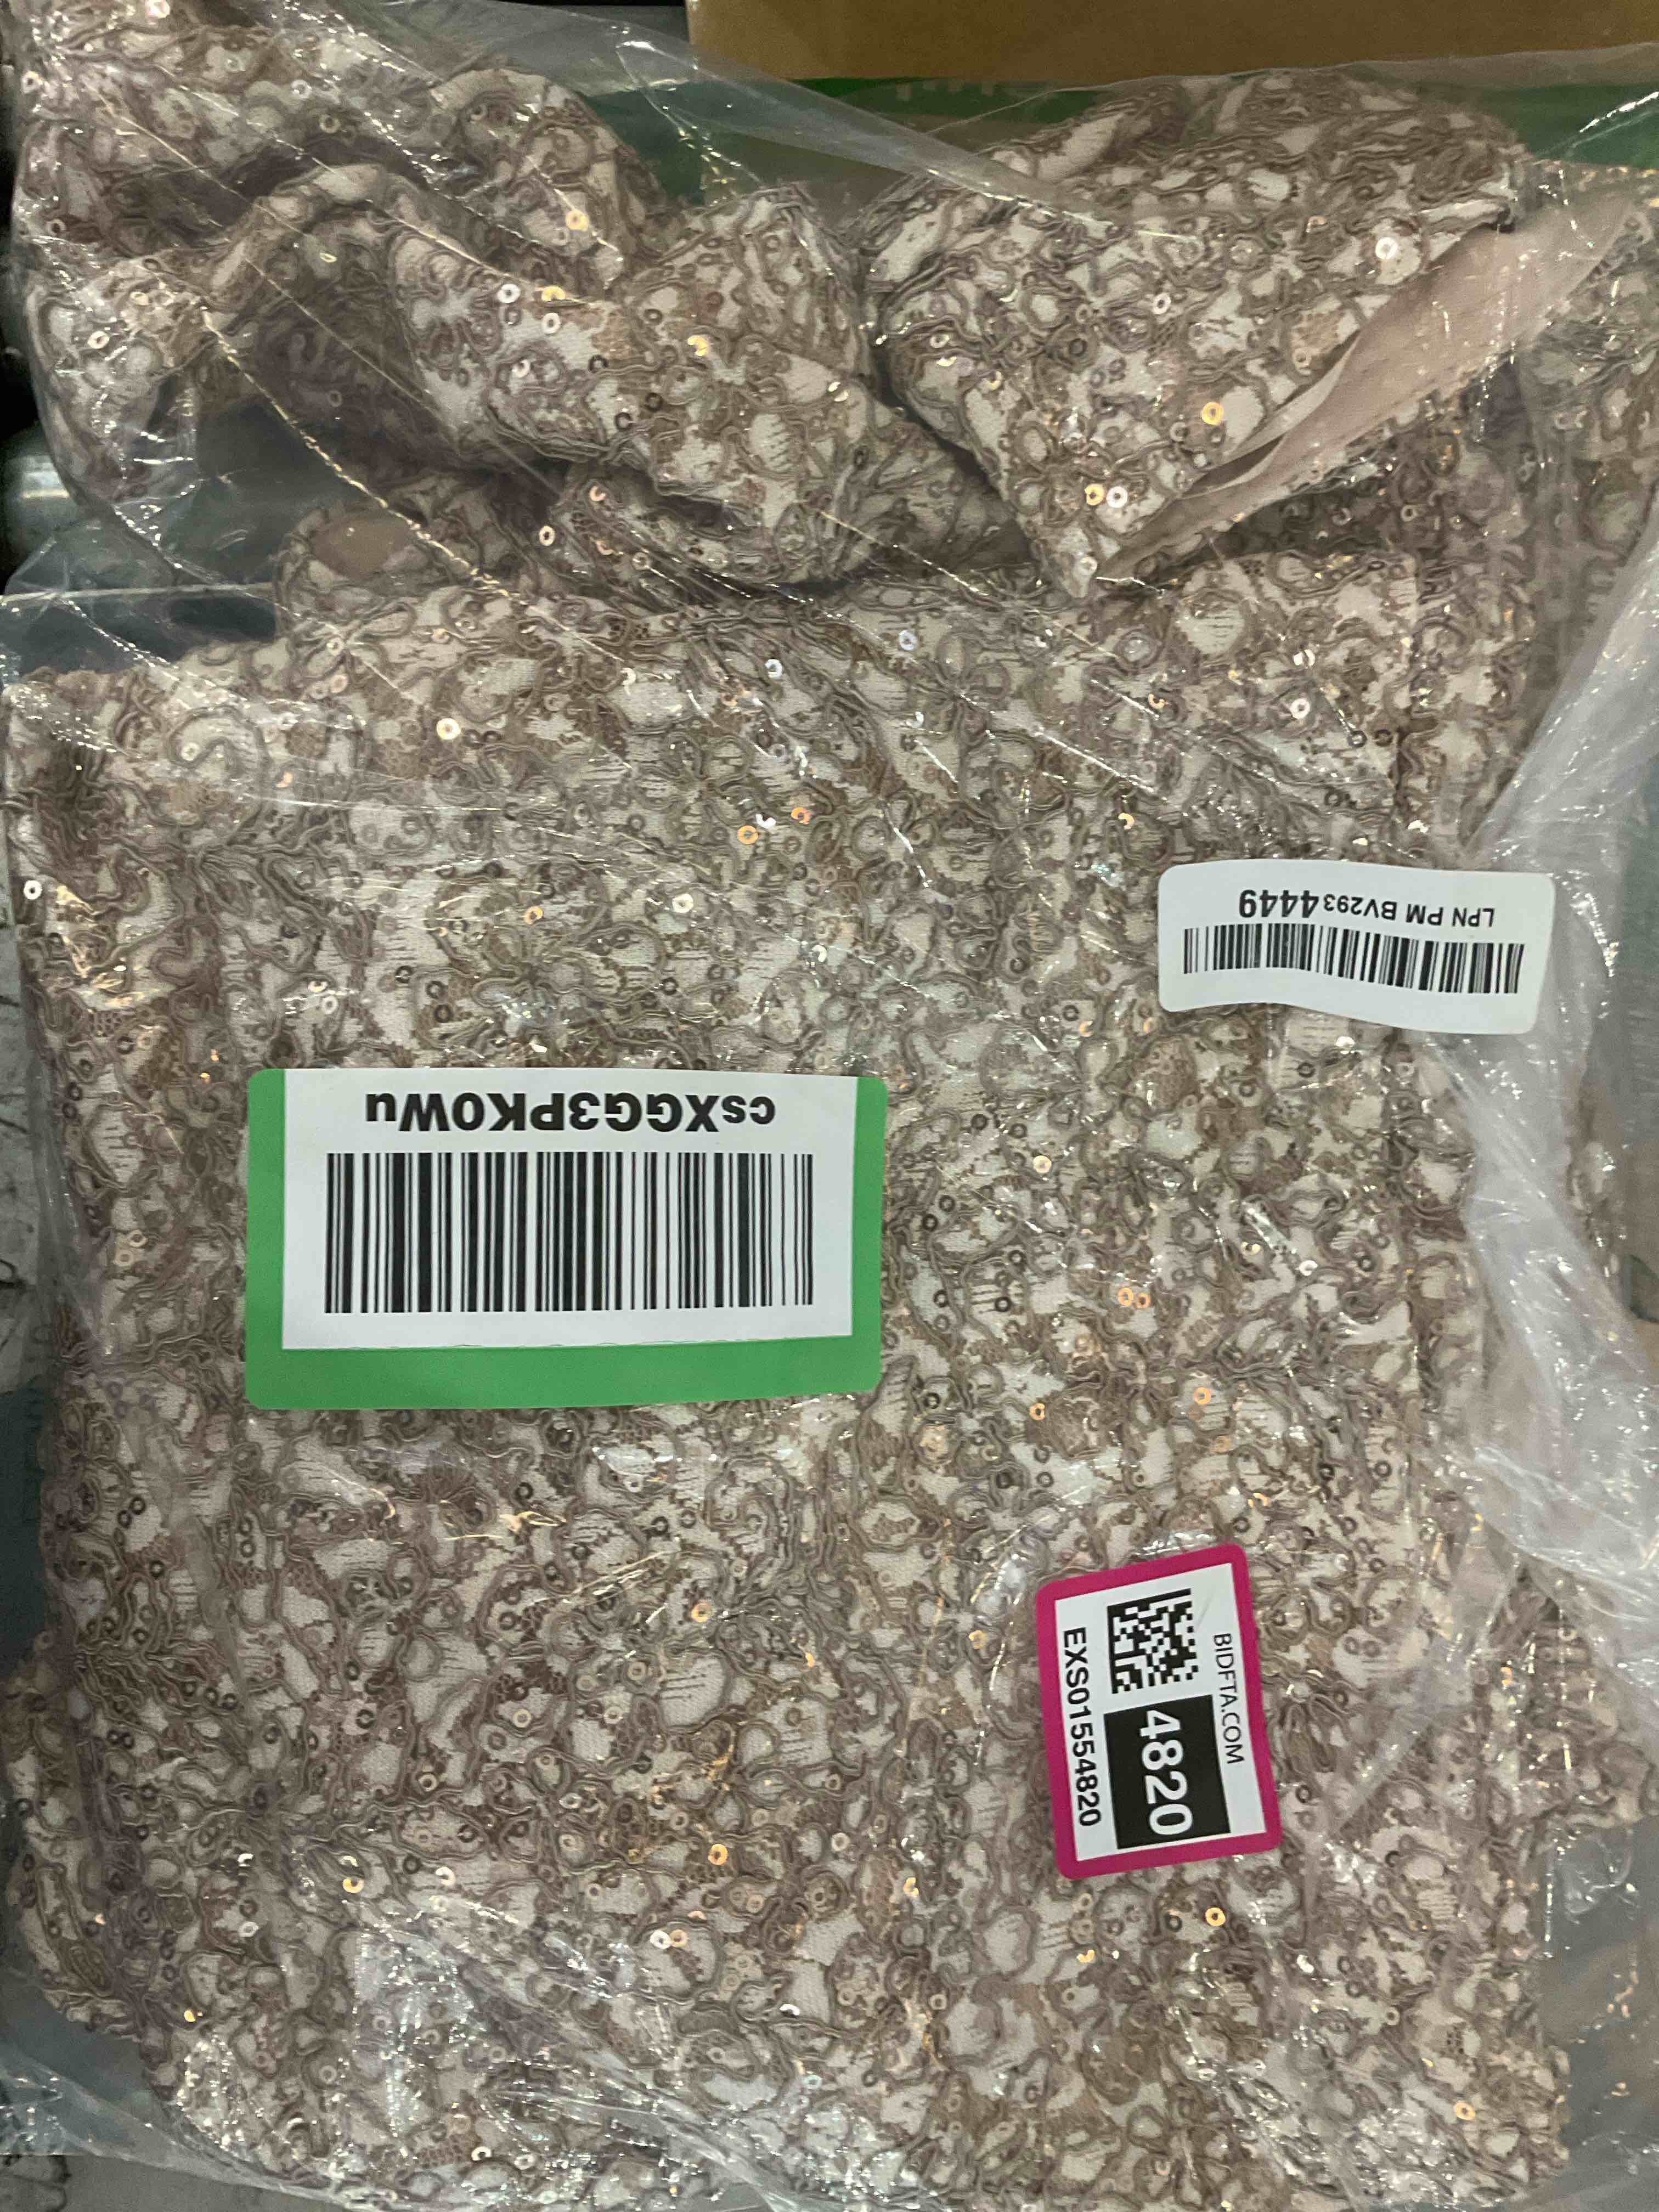 LPN PM BV2934449
csXGG3PK0Wu
BIDFTA.COM
4820
EXS01554820